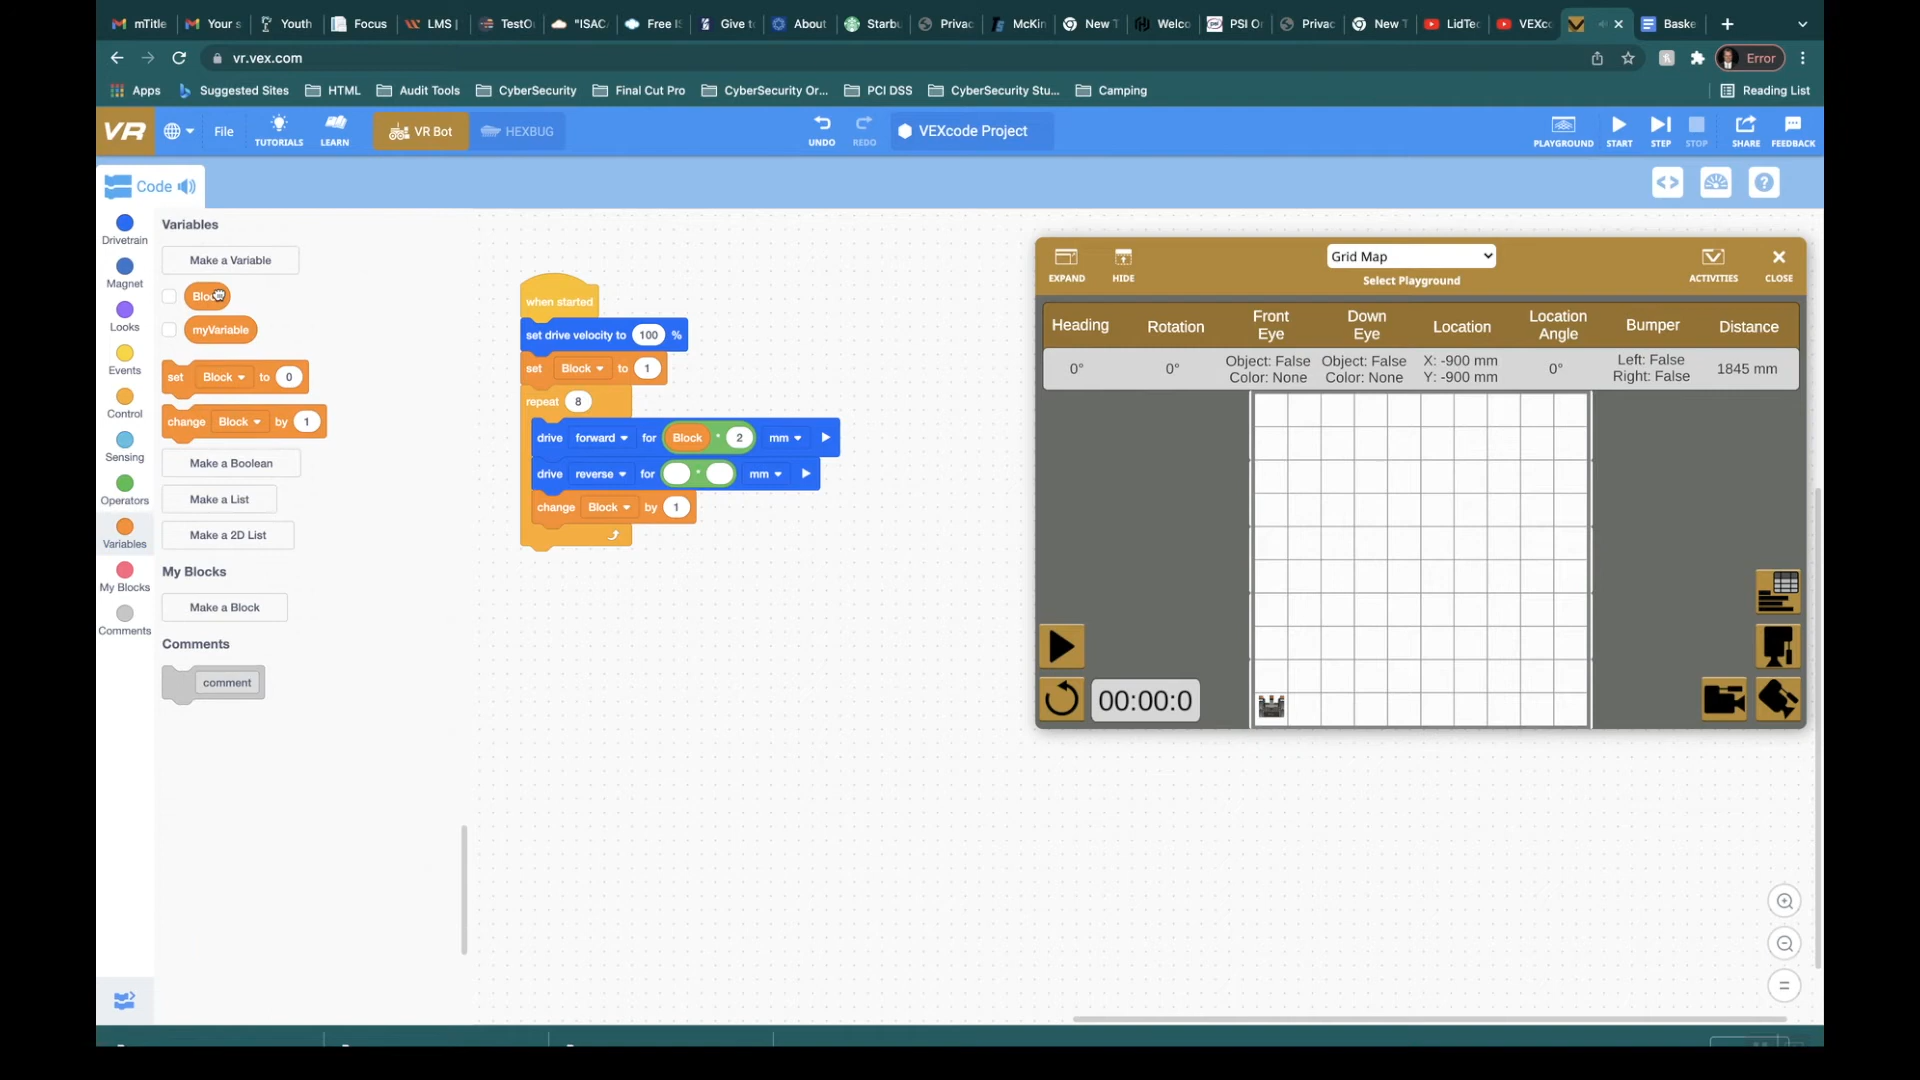 mTitle
Your s
Youth
Focus
LMS |
TestO
"ISAC
Free I
Give t
About
Starbu
Privac
McKin
New T
Welco
PSI Or
Privac
New T
LidTec
VEXco
Baske
vr.vex.com
Error
Apps
Suggested Sites
HTML
Audit Tools
CyberSecurity
Final Cut Pro
CyberSecurity Or...
PCI DSS
CyberSecurity Stu...
Camping
Reading List
VR
File
TUTORIALS
LEARN
VR Bot
HEXBUG
UNDO
REDO
VEXcode Project
PLAYGROUND
START
STEP
STOP
SHARE
FEEDBACK
Code
Drivetrain
Magnet
Looks
Events
Control
Sensing
Operators
Variables
My Blocks
Comments
Variables
Make a Variable
myVariable
set Block to 0
change Block by 1
Make a Boolean
Make a List
Make a 2D List
My Blocks
Make a Block
Comments
comment
when started
set drive velocity to 100 %
set Block to 1
repeat 8
drive forward for Block * 2 mm
drive reverse for * mm
change Block by 1
EXPAND
HIDE
Grid Map
Select Playground
ACTIVITIES
CLOSE
Heading Rotation Front Eye Down Eye Location Location Angle Bumper Distance
0° 0° Object: False Object: False X: -900 mm 0° Left: False 1845 mm
Color: None Color: None Y: -900 mm Right: False
00:00:0